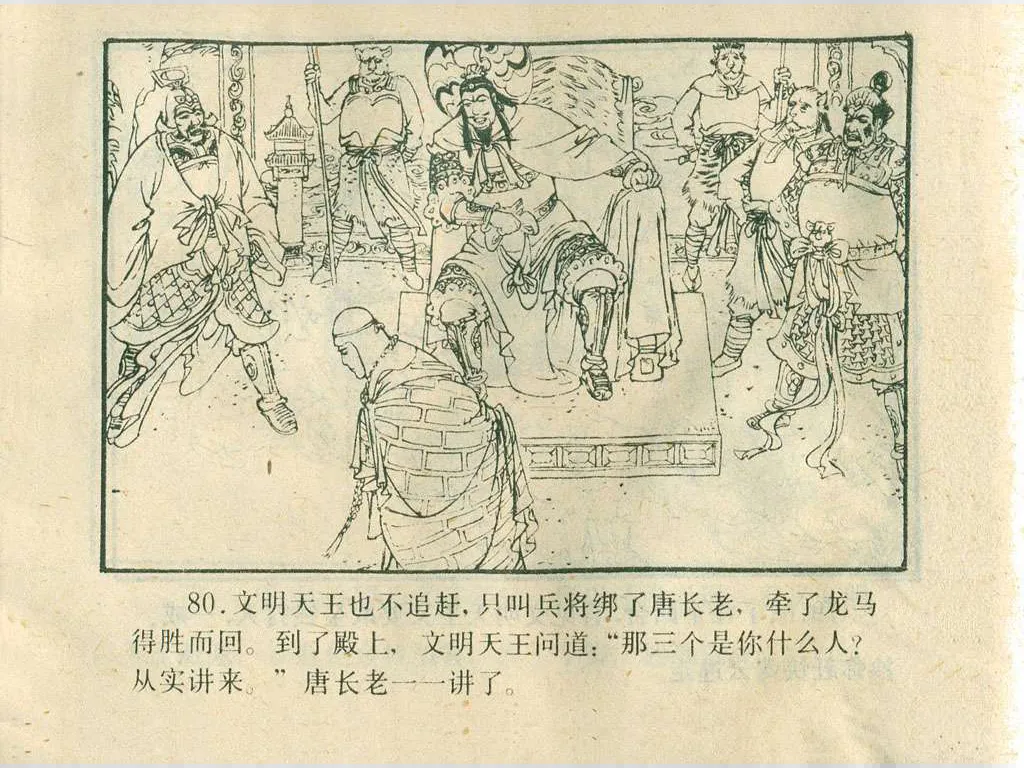 80.文明天王也不追赶,只叫兵将绑了唐长老,牵了龙马
得胜而回。到了殿上,文明天王问道:“那三个是你什么人?
从实讲来。”唐长老一一讲了。